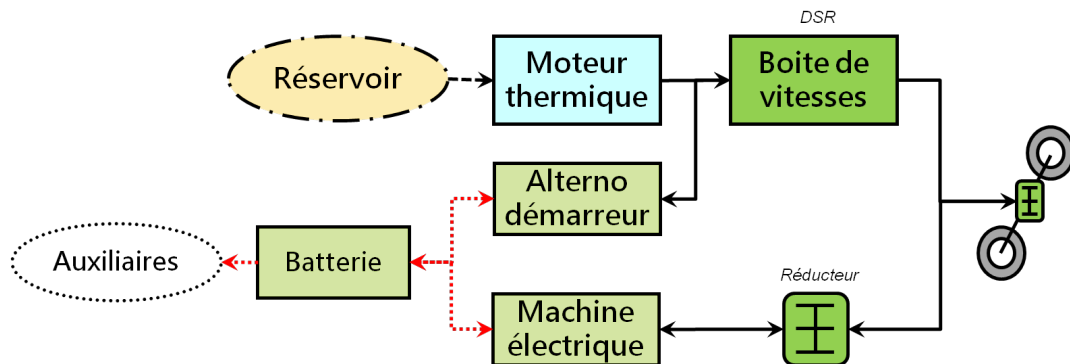 DSR
Réservoir
Moteur
thermique
Boite de
vitesses
Alterno
démarreur
Auxiliaires
Batterie
Réducteur
Machine
électrique